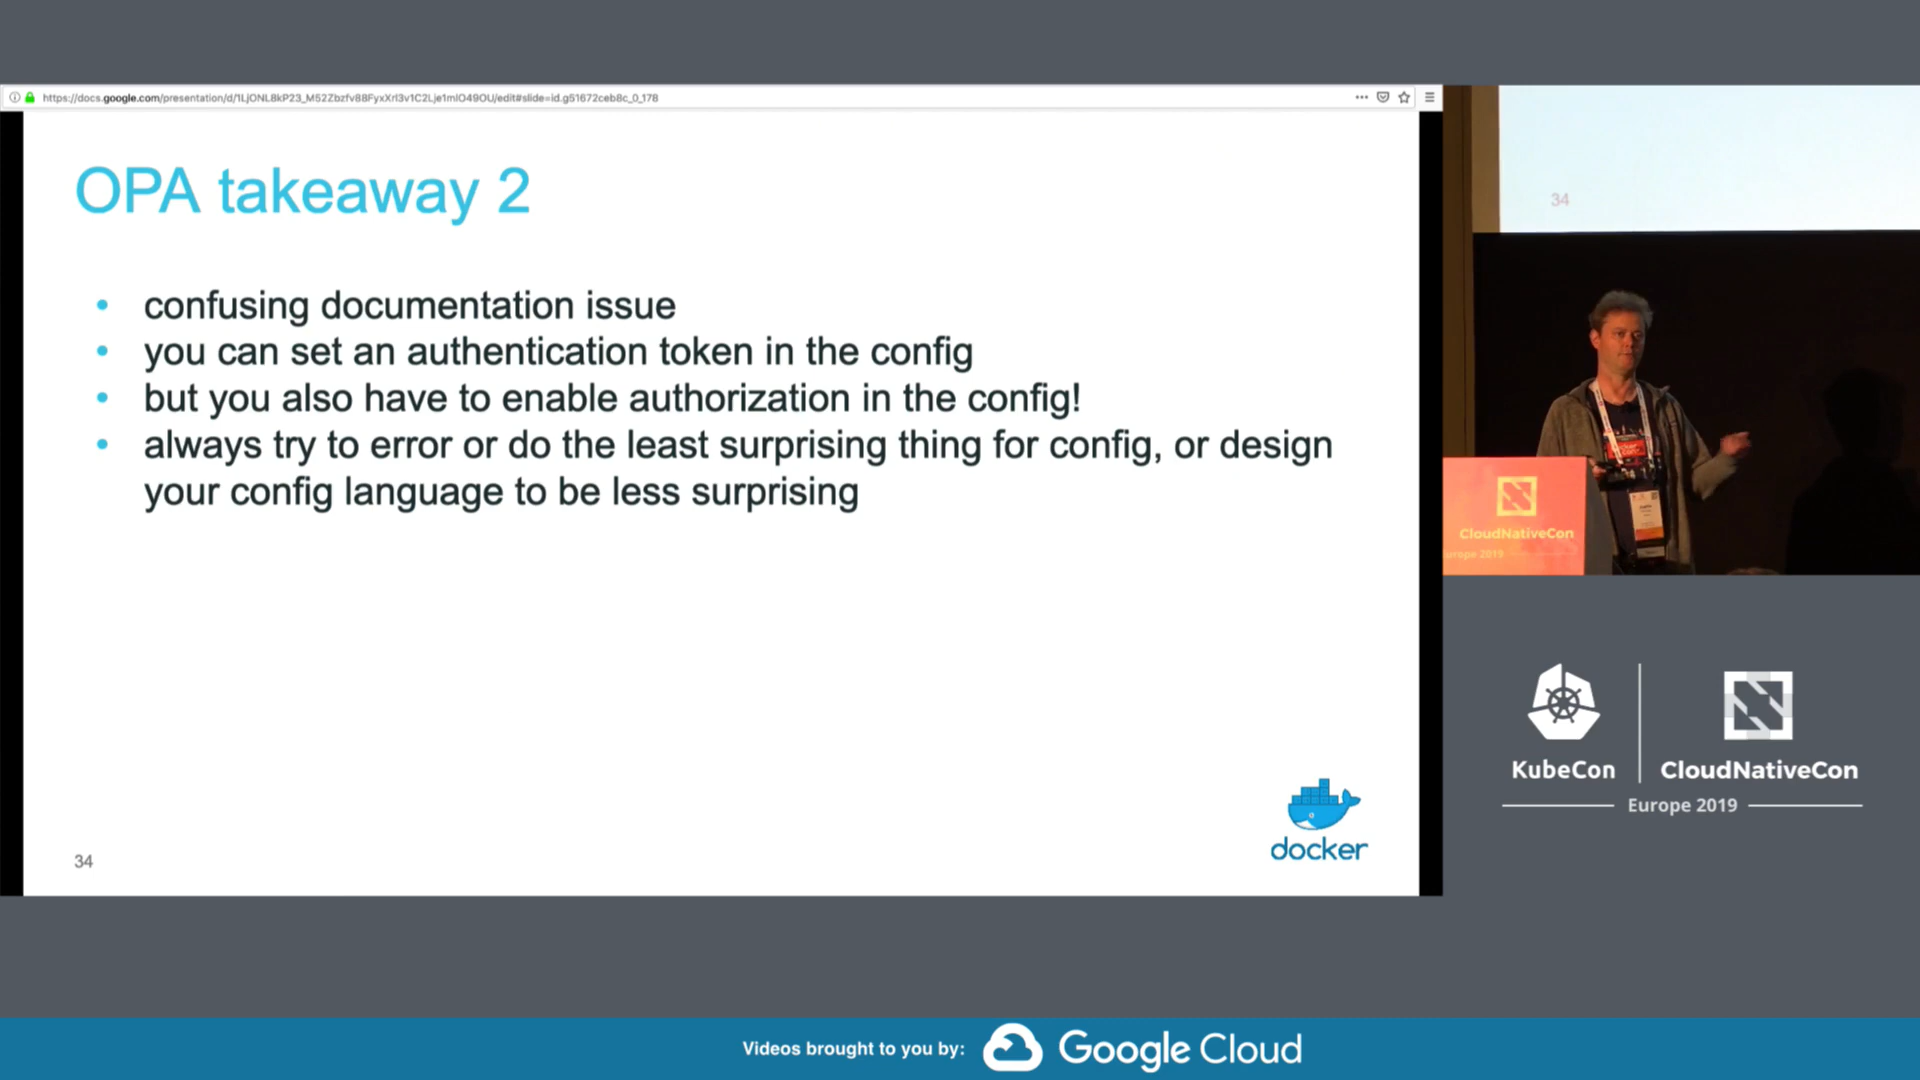 https://docs.google.com/presentation/d/1LjONL8kP23_M52Zbzfv88FyxXrl3v1C2Lje1mlO49OU/edit#slide=id.g51672ceb8c_0_178
OPA takeaway 2
• confusing documentation issue
• you can set an authentication token in the config
• but you also have to enable authorization in the config!
• always try to error or do the least surprising thing for config, or design
your config language to be less surprising
34
docker
34
CloudNativeCon
Europe 2019
KubeCon
CloudNativeCon
Europe 2019
Videos brought to you by:
Google Cloud